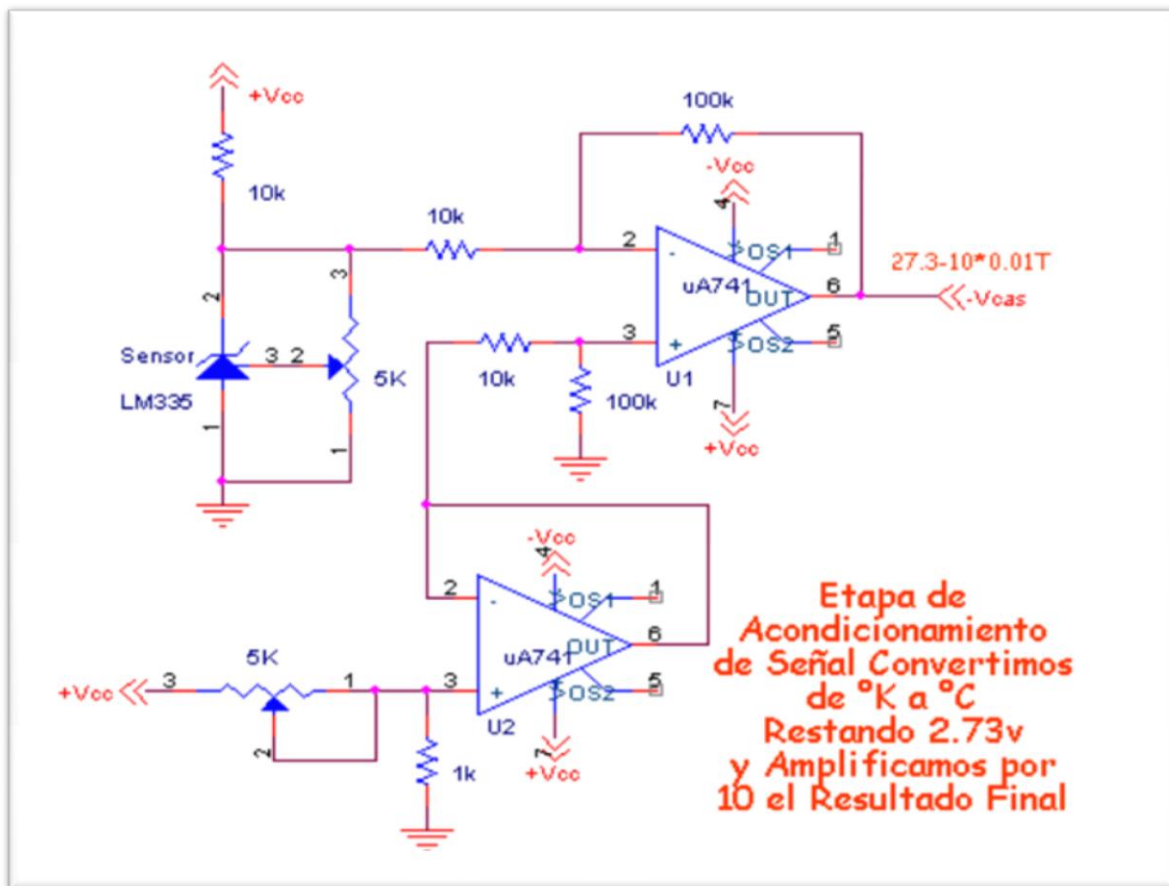 +Vcc
10k
100k
-Vcc
10k
4
1
OS1
2
-
uA741
OUT
6
27.3-10*0.01T
-Vcas
3
+
OS2
5
U1
7
+Vcc
10k
100k
3
2
Sensor
3 2
5K
LM335
1
1
-Vcc
4
2
-
OS1
1
uA741
OUT
6
5K
+Vcc
3
1
3
+
OS2
5
U2
2
7
1k
+Vcc
Etapa de
Acondicionamiento
de Señal Convertimos
de °K a °C
Restando 2.73v
y Amplificamos por
10 el Resultado Final